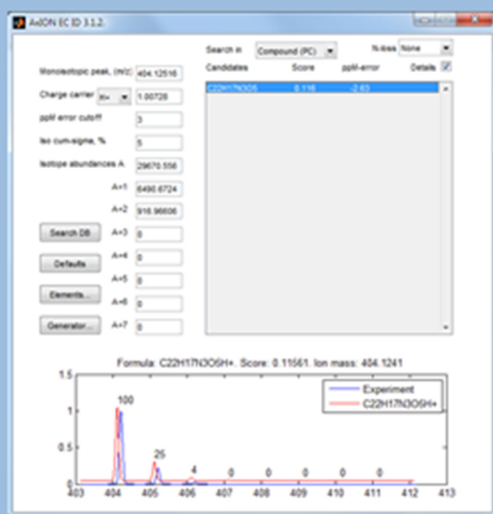 AxION EC ID 3.1.2.
Search in Compound (PC) N-loss None
Candidates Score ppM-error Details
C22H17N3O5 0.116 -2.63
Monoisotopic peak, (m/z) 404.12516
Charge carrier H+ 1.00728
ppM error cutoff 3
Iso cum-sigma, % 5
Isotope abundances A 29670.556
A+1 6490.6724
A+2 916.96606
Search DB A+3 0
A+4 0
Defaults
A+5 0
Elements...
A+6 0
Generator... A+7 0
Formula: C22H17N3O5H+. Score: 0.11561. Ion mass: 404.1241
1.5
1
0.5
0
100
25
4
0
0
0
0
0
Experiment
C22H17N3O5H+
403 404 405 406 407 408 409 410 411 412 413